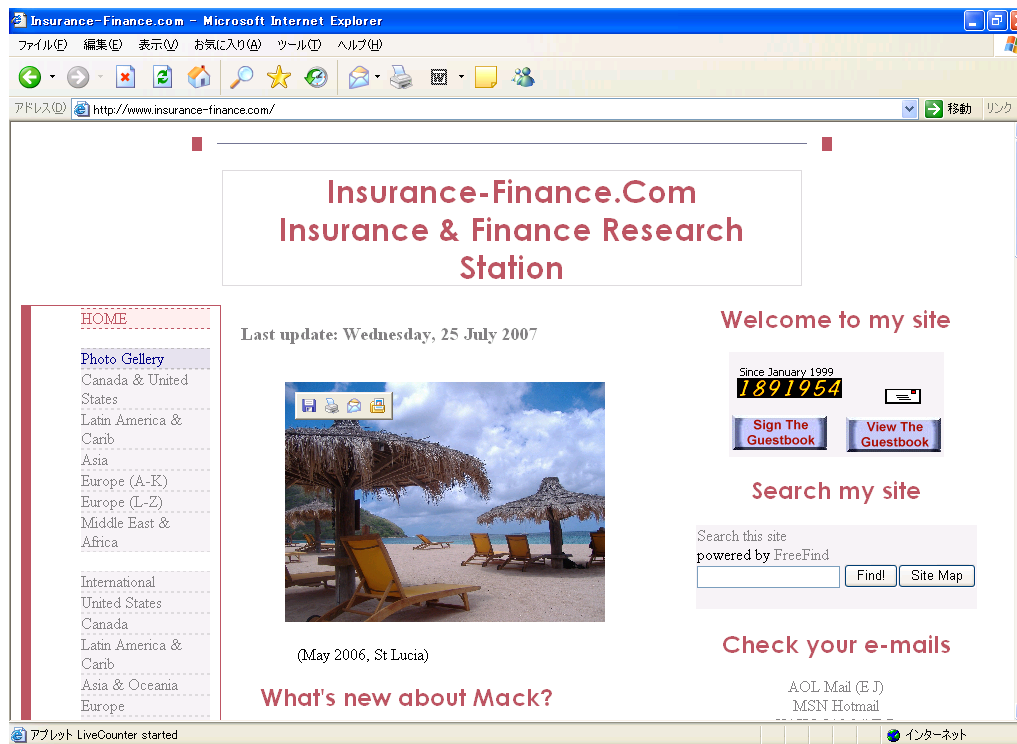 Insurance-Finance.com - Microsoft Internet Explorer
ファイル(F) 編集(E) 表示(V) お気に入り(A) ツール(T) ヘルプ(H)
アドレス(D) http://www.insurance-finance.com/ 移動 リンク
Insurance-Finance.Com
Insurance & Finance Research
Station
HOME
Photo Gellery
Canada & United
States
Latin America &
Carib
Asia
Europe (A-K)
Europe (L-Z)
Middle East &
Africa
International
United States
Canada
Latin America &
Carib
Asia & Oceania
Europe
Last update: Wednesday, 25 July 2007
(May 2006, St Lucia)
What's new about Mack?
Welcome to my site
Since January 1999
1891954
Sign The
Guestbook
View The
Guestbook
Search my site
Search this site
powered by FreeFind
Find! Site Map
Check your e-mails
AOL Mail (E J)
MSN Hotmail
アプレット LiveCounter started
インターネット